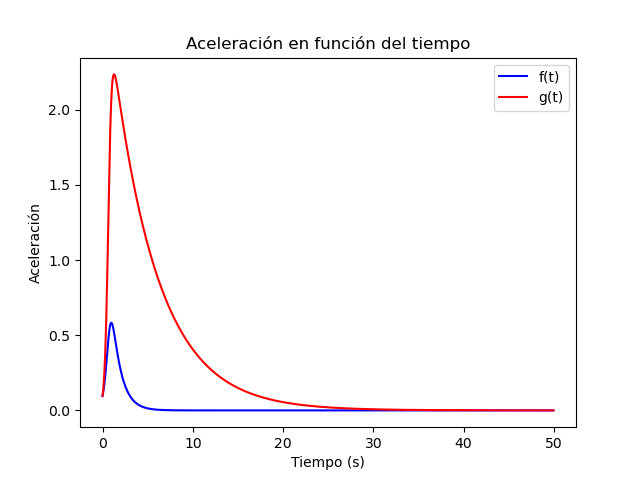 Aceleración en función del tiempo
f(t)
g(t)
2.0
1.5
1.0
0.5
0.0
Aceleración
0 10 20 30 40 50
Tiempo (s)